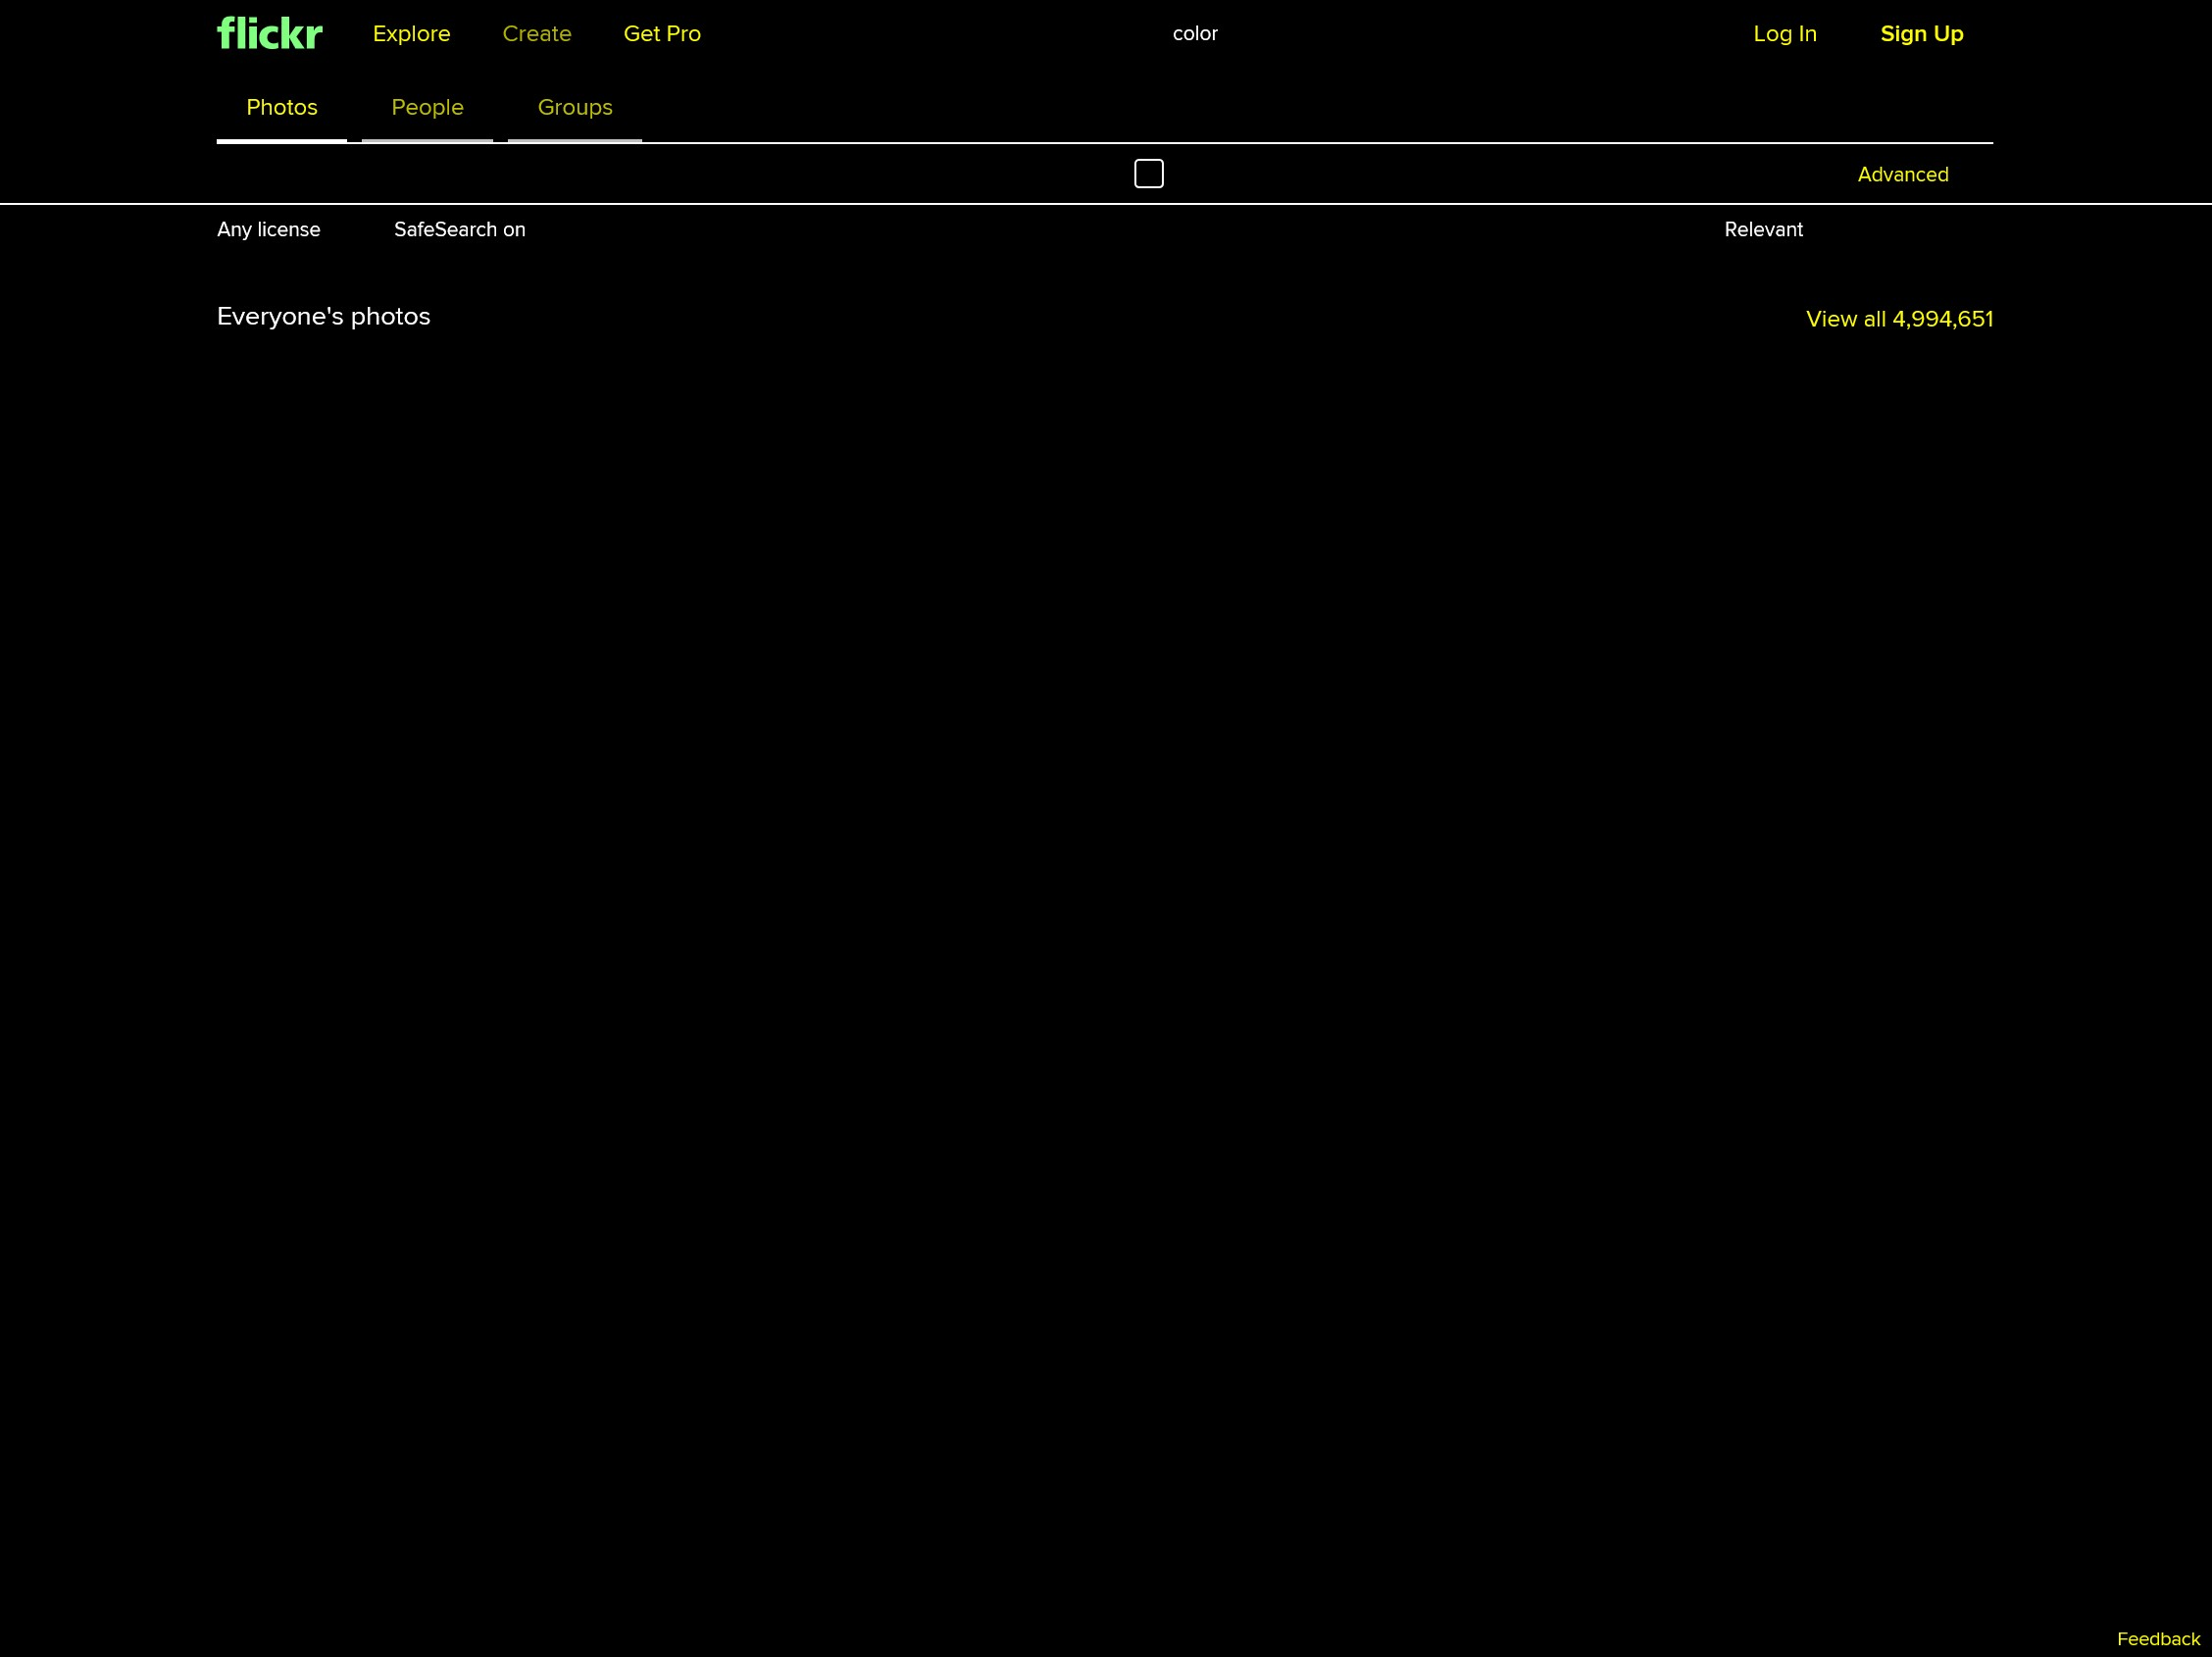 flickr Explore Create Get Pro color Log In Sign Up
Photos People Groups
Advanced
Any license SafeSearch on Relevant
Everyone's photos View all 4,994,651
Feedback